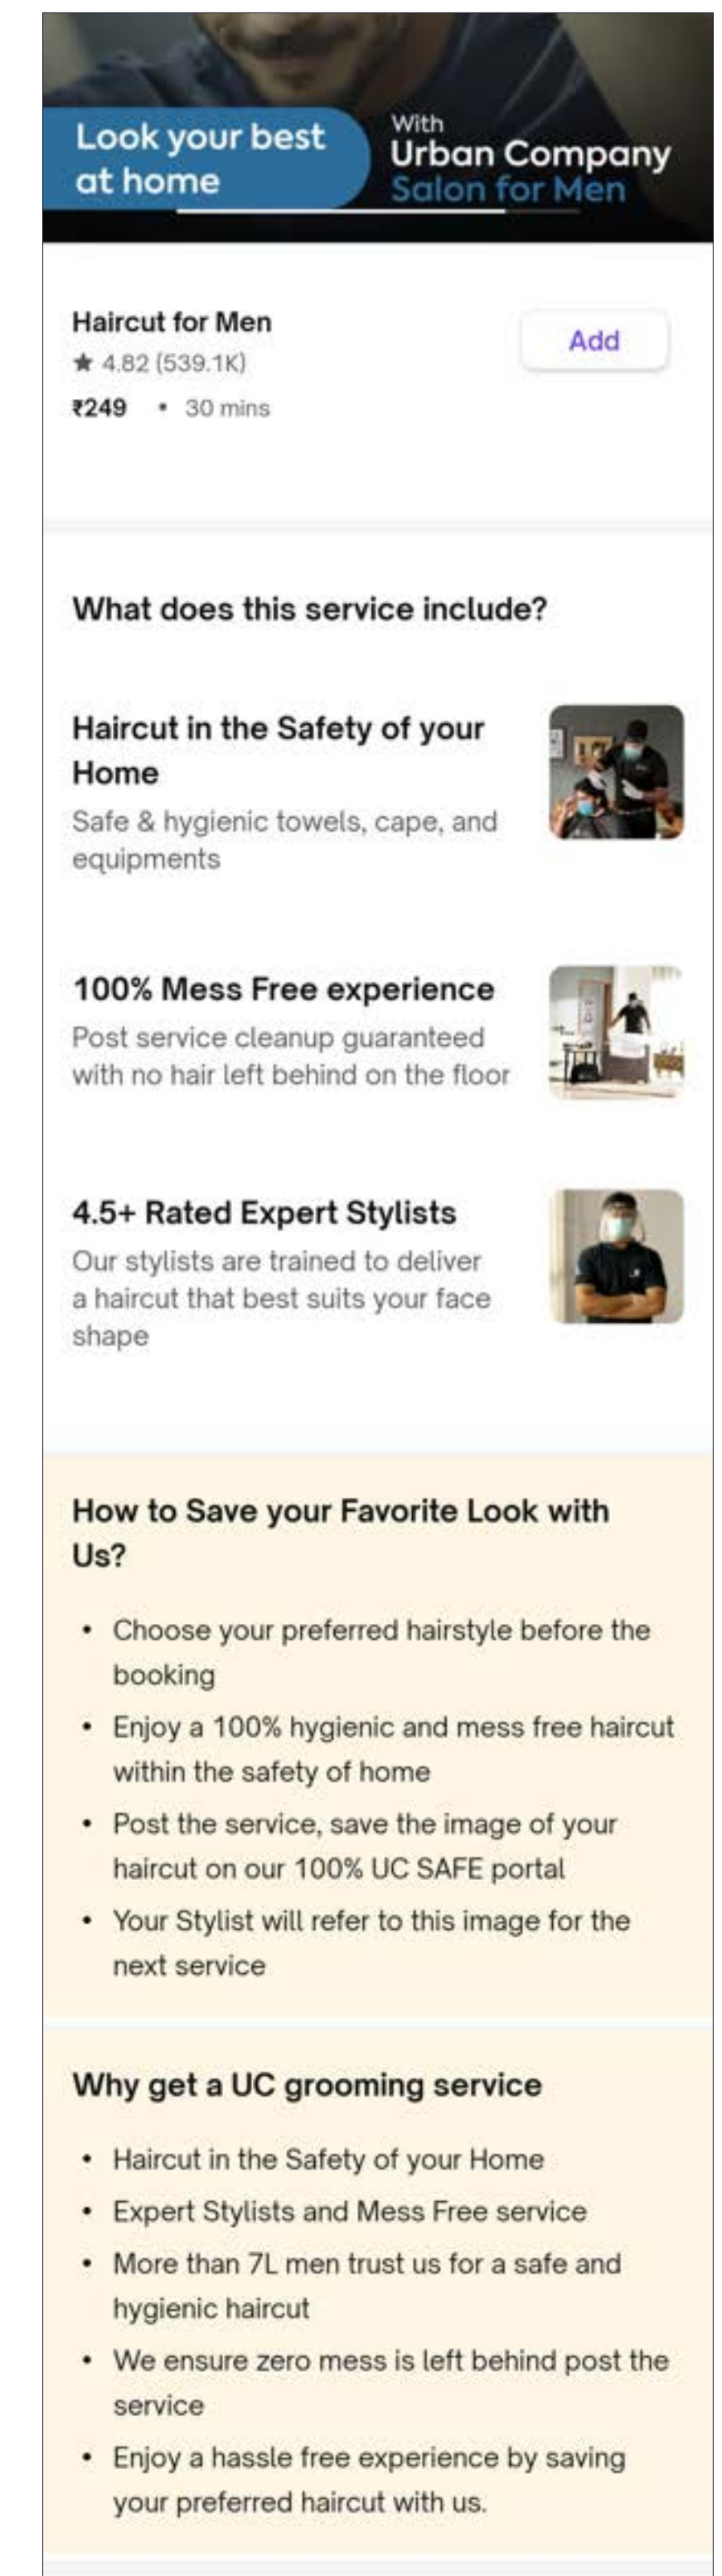 Look your best
at home
With
Urban Company
Salon for Men
Haircut for Men
★ 4.82 (539.1K)
Add
₹249 • 30 mins
What does this service include?
Haircut in the Safety of your
Home
Safe & hygienic towels, cape, and
equipments
100% Mess Free experience
Post service cleanup guaranteed
with no hair left behind on the floor
4.5+ Rated Expert Stylists
Our stylists are trained to deliver
a haircut that best suits your face
shape
How to Save your Favorite Look with
Us?
• Choose your preferred hairstyle before the
booking
• Enjoy a 100% hygienic and mess free haircut
within the safety of home
• Post the service, save the image of your
haircut on our 100% UC SAFE portal
• Your Stylist will refer to this image for the
next service
Why get a UC grooming service
• Haircut in the Safety of your Home
• Expert Stylists and Mess Free service
• More than 7L men trust us for a safe and
hygienic haircut
• We ensure zero mess is left behind post the
service
• Enjoy a hassle free experience by saving
your preferred haircut with us.